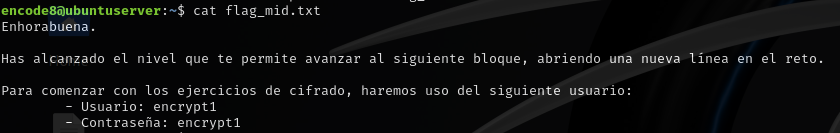 encode8@ubuntuserver:~$ cat flag_mid.txt
Enhorabuena.
Has alcanzado el nivel que te permite avanzar al siguiente bloque, abriendo una nueva línea en el reto.
Para comenzar con los ejercicios de cifrado, haremos uso del siguiente usuario:
- Usuario: encrypt1
- Contraseña: encrypt1